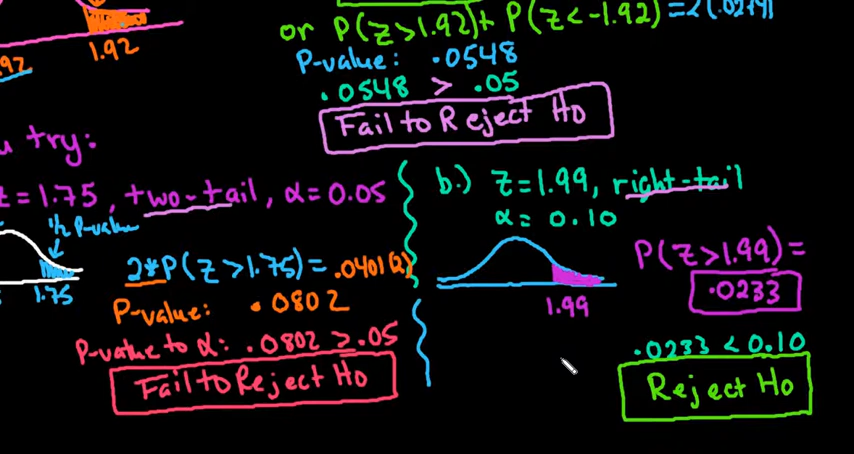 or P(z>1.92)+ P(z<-1.92)=2(.0274)
1.92
P-value: .0548
.0548 > .05
Fail to Reject Ho
try:
z=1.75, two-tail, α=0.05
1/2 P-value
1.75
2*P(z>1.75)=.0401(2)
P-value: .0802
P-value to α: .0802 > .05
Fail to Reject Ho
b.) z=1.99, right-tail
α= 0.10
1.99
P(z>1.99)=
.0233
.0233 < 0.10
Reject Ho